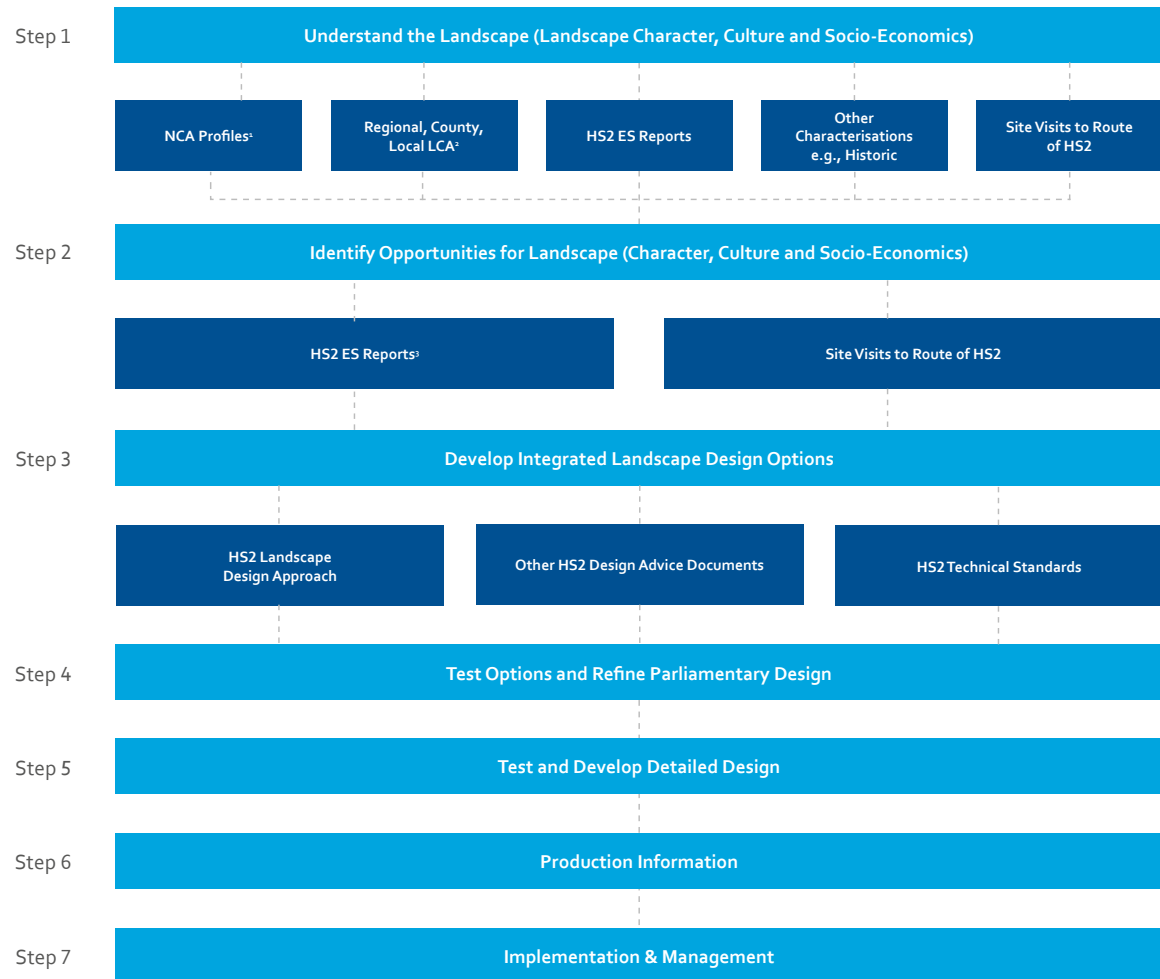 Step 1
Understand the Landscape (Landscape Character, Culture and Socio-Economics)
NCA Profiles¹
Regional, County,
Local LCA²
HS2 ES Reports
Other
Characterisations
e.g., Historic
Site Visits to Route
of HS2
Step 2
Identify Opportunities for Landscape (Character, Culture and Socio-Economics)
HS2 ES Reports³
Site Visits to Route of HS2
Step 3
Develop Integrated Landscape Design Options
HS2 Landscape
Design Approach
Other HS2 Design Advice Documents
HS2 Technical Standards
Step 4
Test Options and Refine Parliamentary Design
Step 5
Test and Develop Detailed Design
Step 6
Production Information
Step 7
Implementation & Management